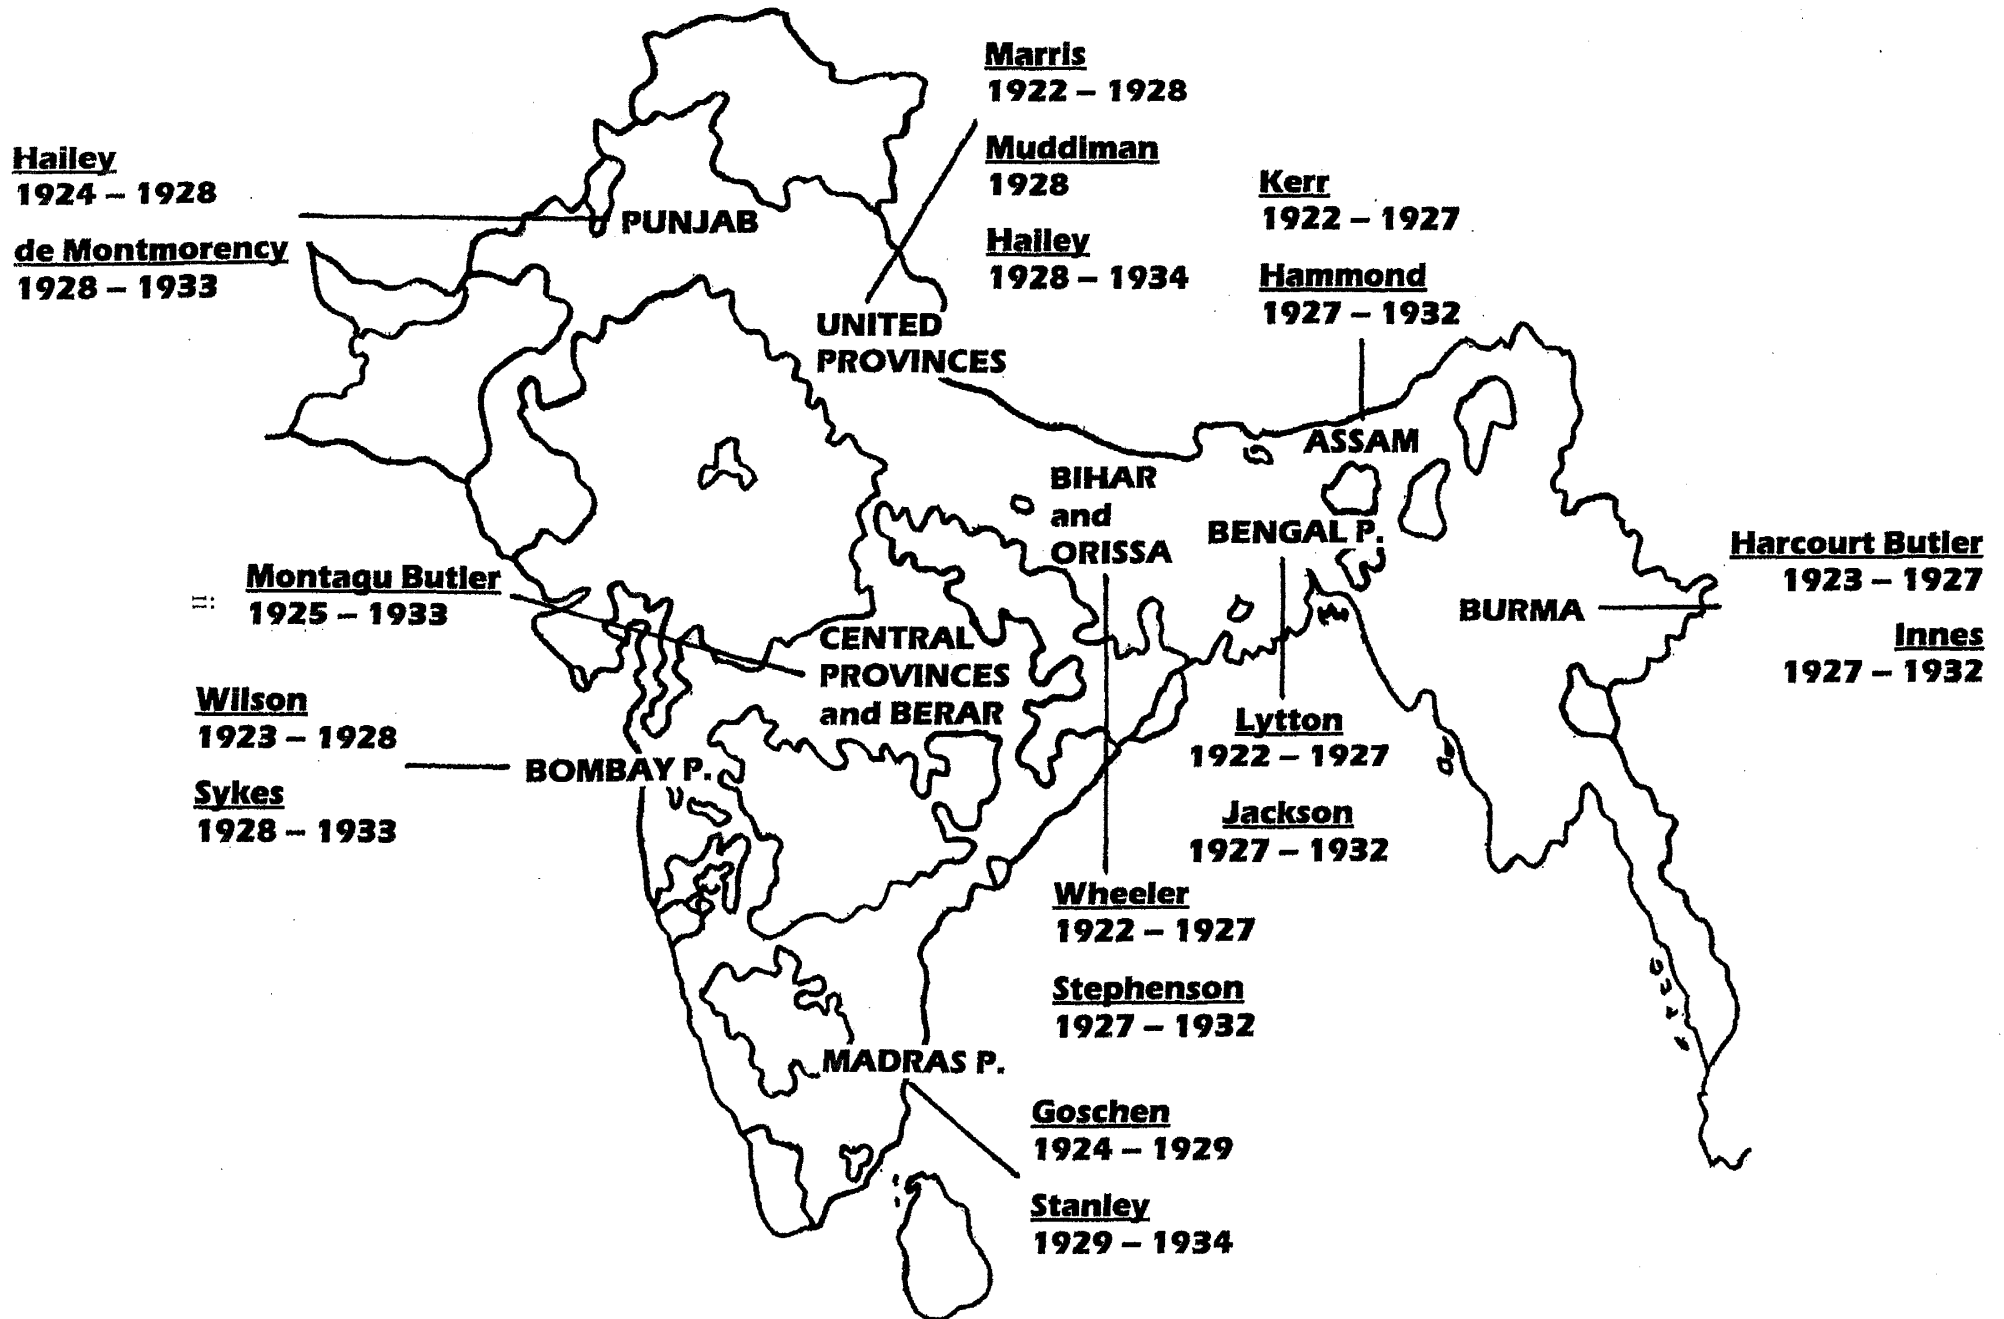 Marris
1922 – 1928
Muddiman
1928
Hailey
1928 – 1934
Hailey
1924 – 1928
de Montmorency
1928 – 1933
PUNJAB
Kerr
1922 – 1927
Hammond
1927 – 1932
UNITED
PROVINCES
ASSAM
BIHAR
and
ORISSA
BENGAL P.
Harcourt Butler
1923 – 1927
Innes
1927 – 1932
BURMA
Montagu Butler
1925 – 1933
CENTRAL
PROVINCES
and BERAR
Wilson
1923 – 1928
Sykes
1928 – 1933
BOMBAY P.
Lytton
1922 – 1927
Jackson
1927 – 1932
Wheeler
1922 – 1927
Stephenson
1927 – 1932
MADRAS P.
Goschen
1924 – 1929
Stanley
1929 – 1934